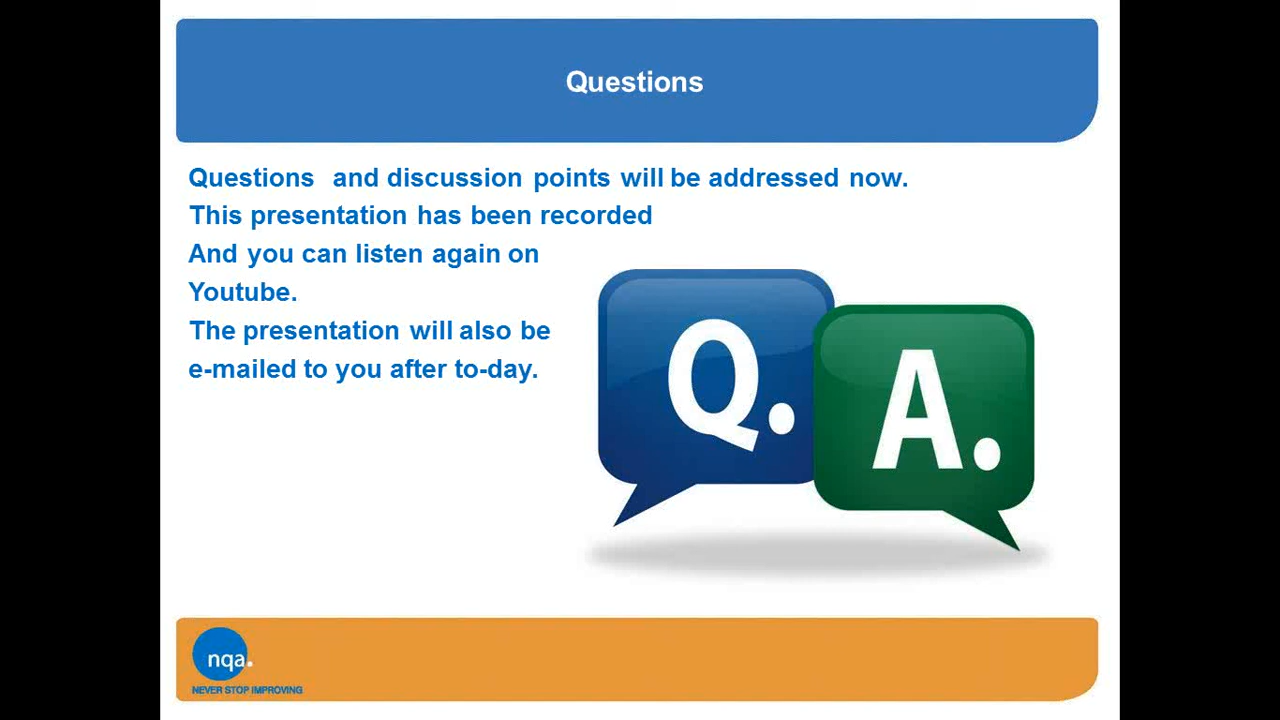 Questions
Questions and discussion points will be addressed now.
This presentation has been recorded
And you can listen again on
Youtube.
The presentation will also be
e-mailed to you after to-day.
Q.
A.
nqa.
NEVER STOP IMPROVING